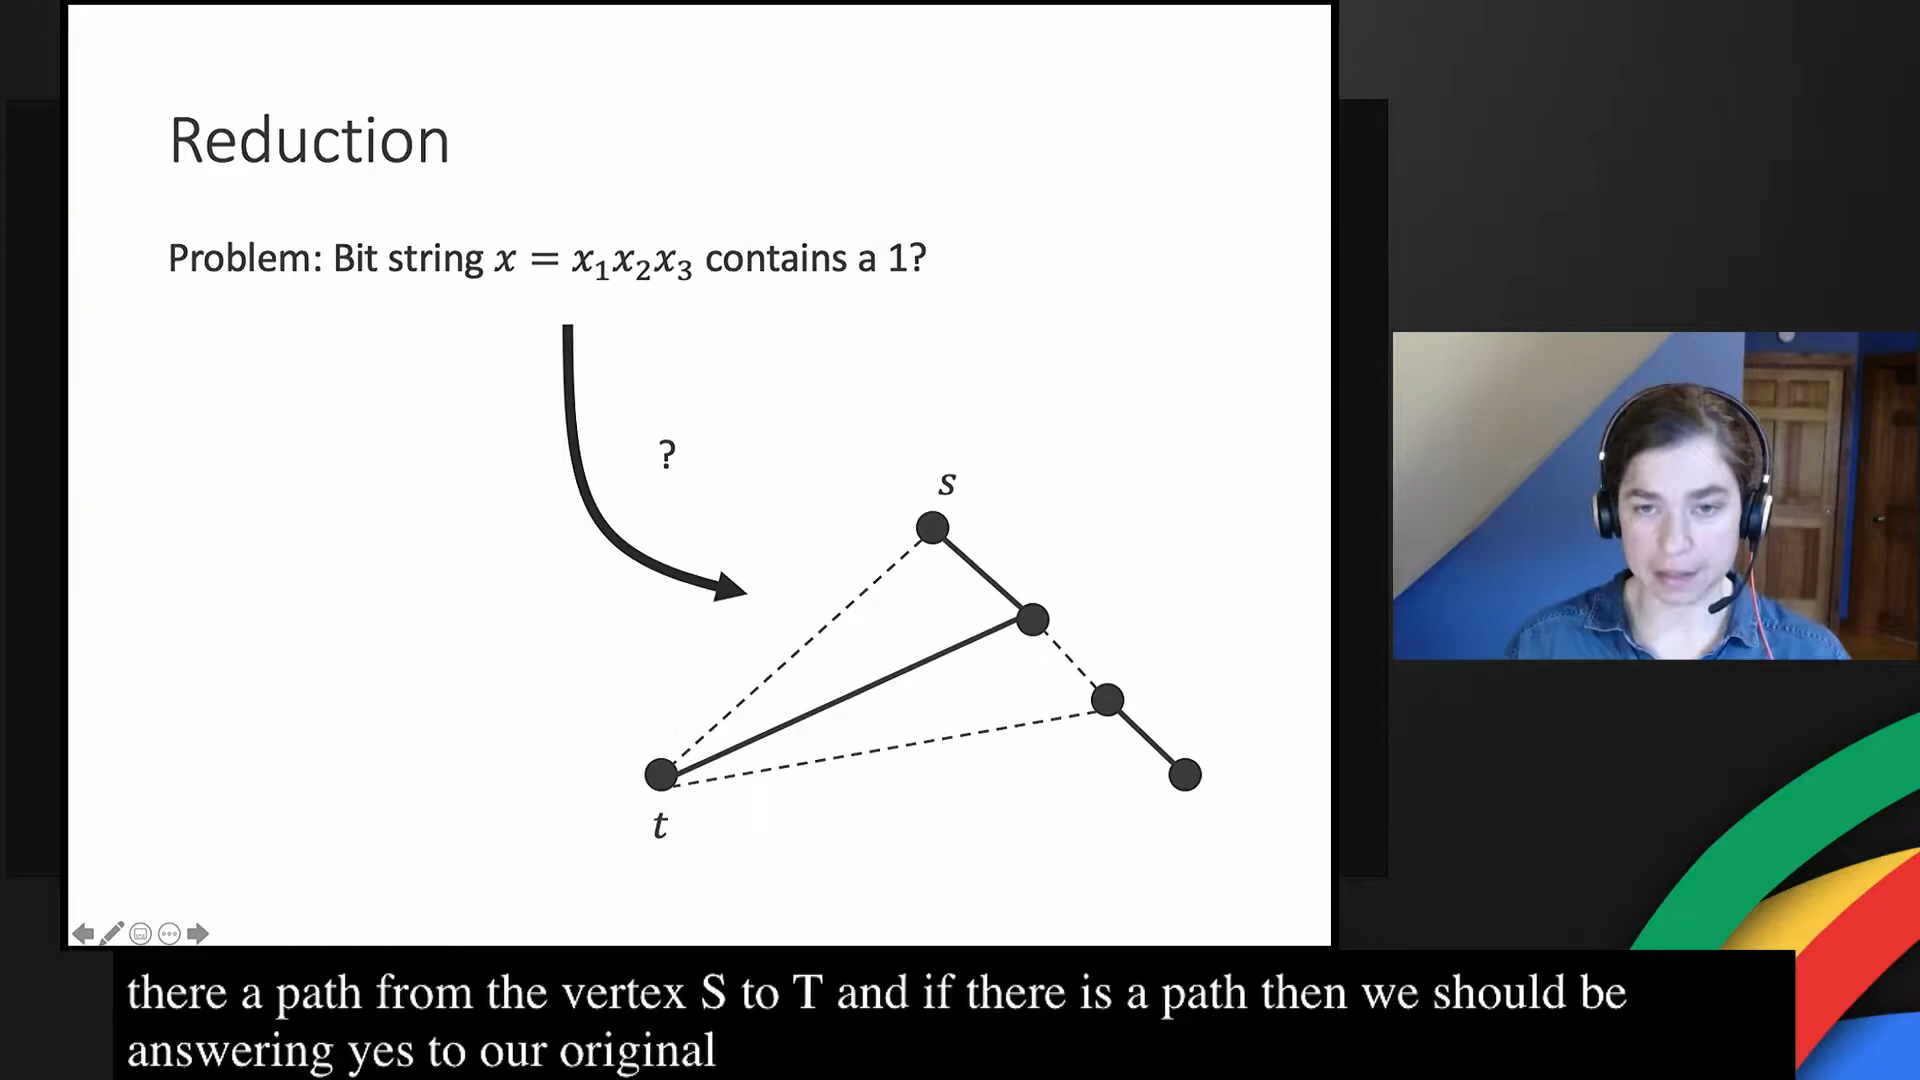 Reduction
Problem: Bit string x = x₁x₂x₃ contains a 1?
?
s
t
there a path from the vertex S to T and if there is a path then we should be
answering yes to our original